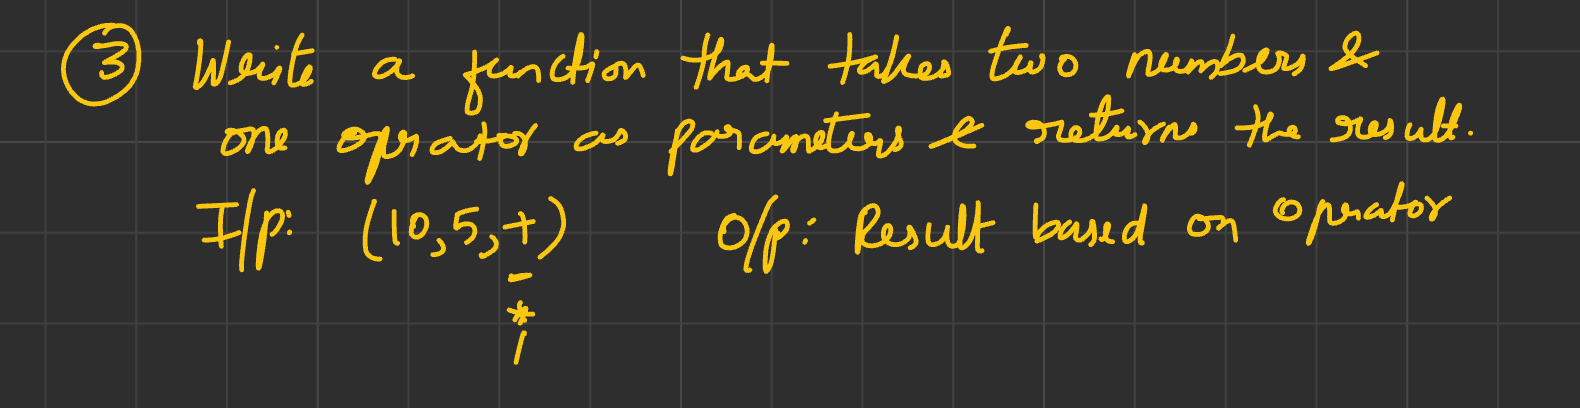 ③ Write a function that takes two numbers &
one operator as parameters & returns the result.
I/p: (10,5,+) O/p: Result based on operator
-
*
/